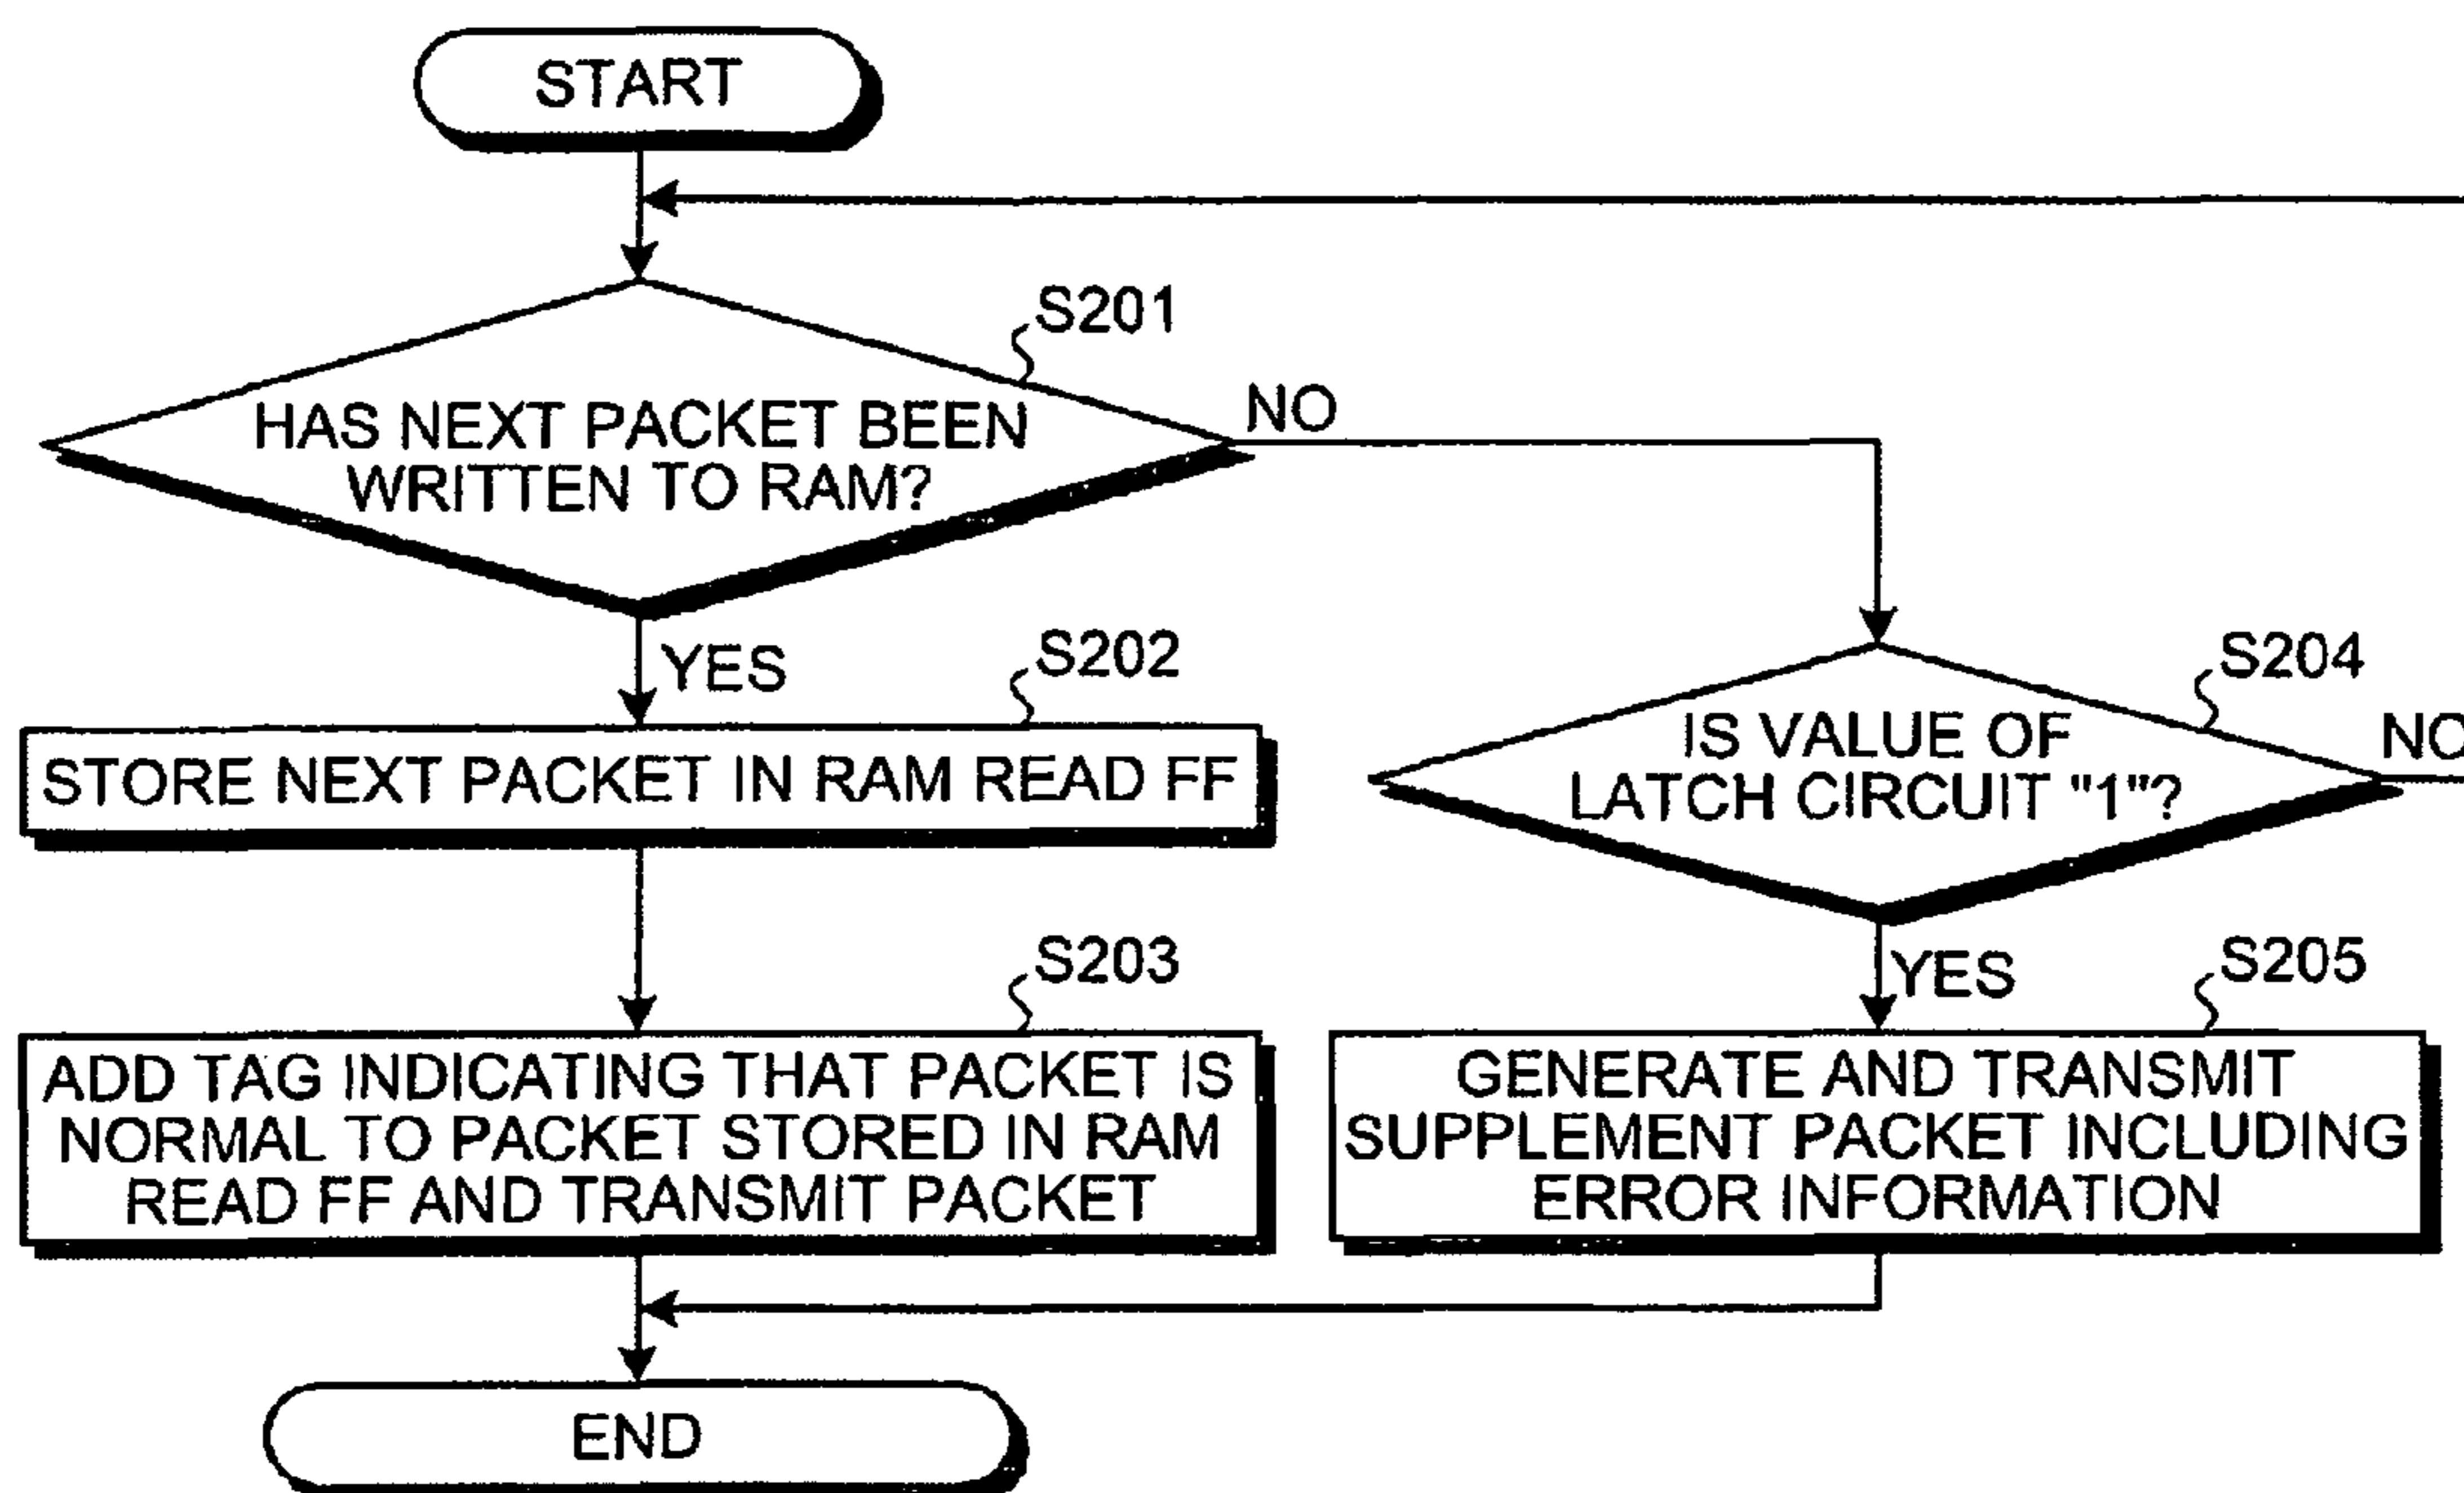 START
S201
HAS NEXT PACKET BEEN
WRITTEN TO RAM?
NO
YES
S202
STORE NEXT PACKET IN RAM READ FF
S204
IS VALUE OF
LATCH CIRCUIT "1"?
NO
YES
S203
ADD TAG INDICATING THAT PACKET IS
NORMAL TO PACKET STORED IN RAM
READ FF AND TRANSMIT PACKET
S205
GENERATE AND TRANSMIT
SUPPLEMENT PACKET INCLUDING
ERROR INFORMATION
END